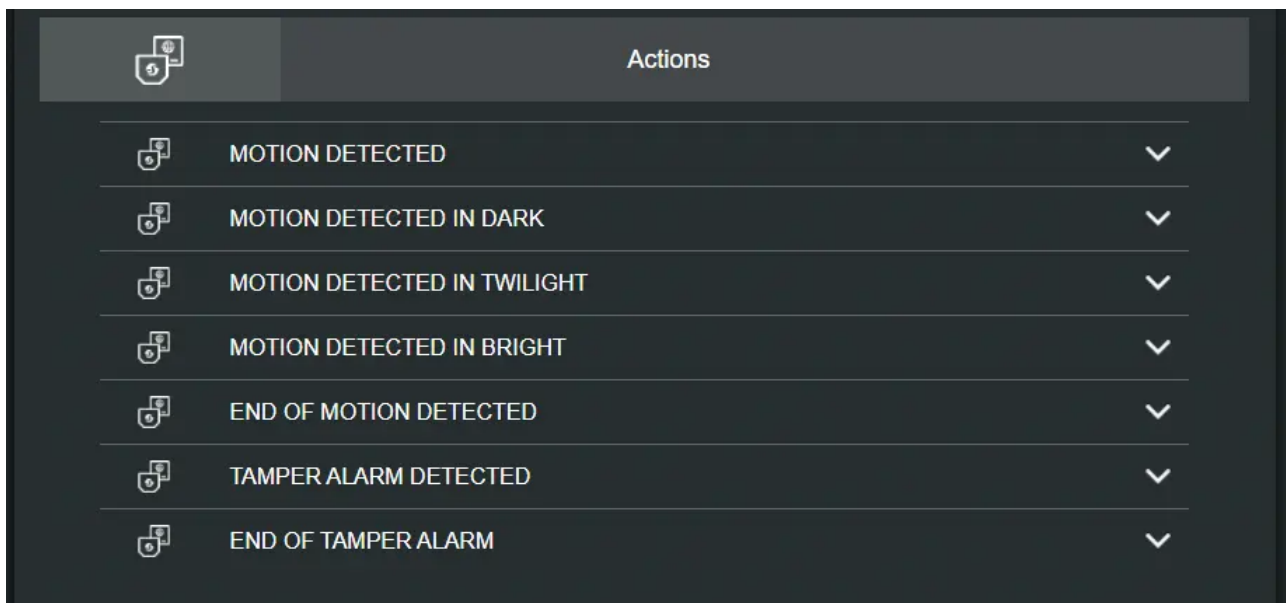 Actions
MOTION DETECTED
MOTION DETECTED IN DARK
MOTION DETECTED IN TWILIGHT
MOTION DETECTED IN BRIGHT
END OF MOTION DETECTED
TAMPER ALARM DETECTED
END OF TAMPER ALARM